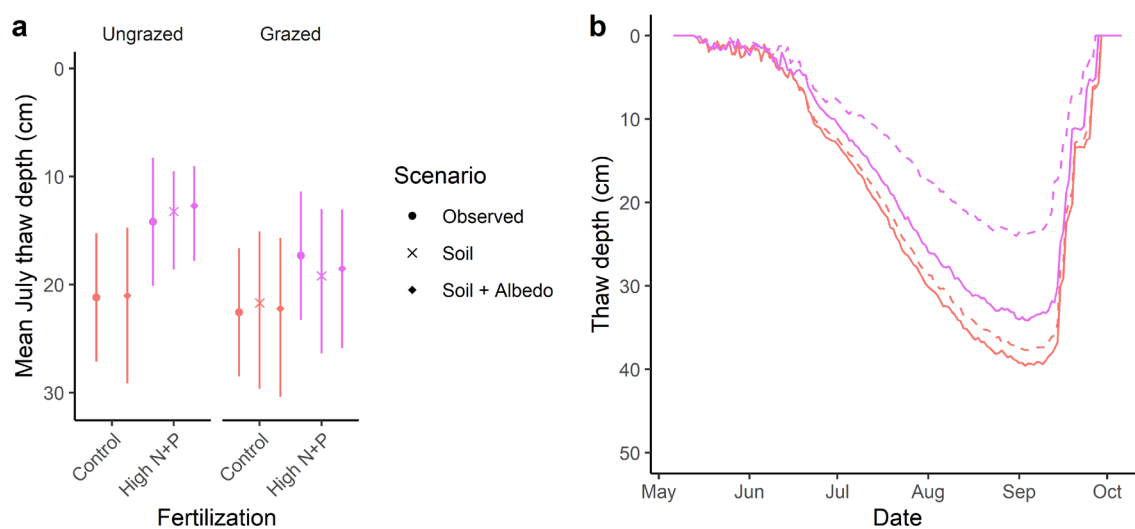 a
Ungrazed Grazed
Mean July thaw depth (cm)
0
10
20
30
Control
High N+P
Control
High N+P
Fertilization
Scenario
Observed
Soil
Soil + Albedo
b
Thaw depth (cm)
0
10
20
30
40
50
May Jun Jul Aug Sep Oct
Date